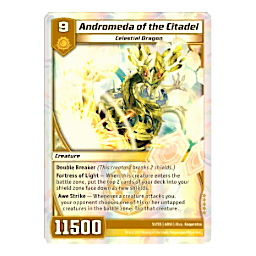 9
Andromeda of the Citadel
Celestial Dragon
Creature
Double Breaker (This creature breaks 2 shields.)
Fortress of Light — When this creature enters the
battle zone, put the top 2 cards of your deck into your
shield zone face down as new shields.
Awe Strike — Whenever a creature attacks you,
your opponent chooses one of his or her untapped
creatures in the battle zone. Tap that creature.
11500